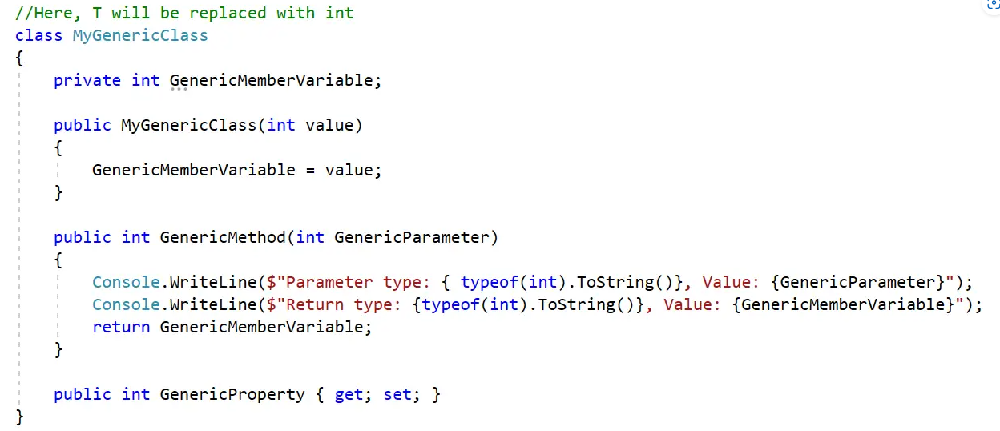 //Here, T will be replaced with int
class MyGenericClass
{
    private int GenericMemberVariable;

    public MyGenericClass(int value)
    {
        GenericMemberVariable = value;
    }

    public int GenericMethod(int GenericParameter)
    {
        Console.WriteLine($"Parameter type: { typeof(int).ToString()}, Value: {GenericParameter}");
        Console.WriteLine($"Return type: {typeof(int).ToString()}, Value: {GenericMemberVariable}");
        return GenericMemberVariable;
    }

    public int GenericProperty { get; set; }
}